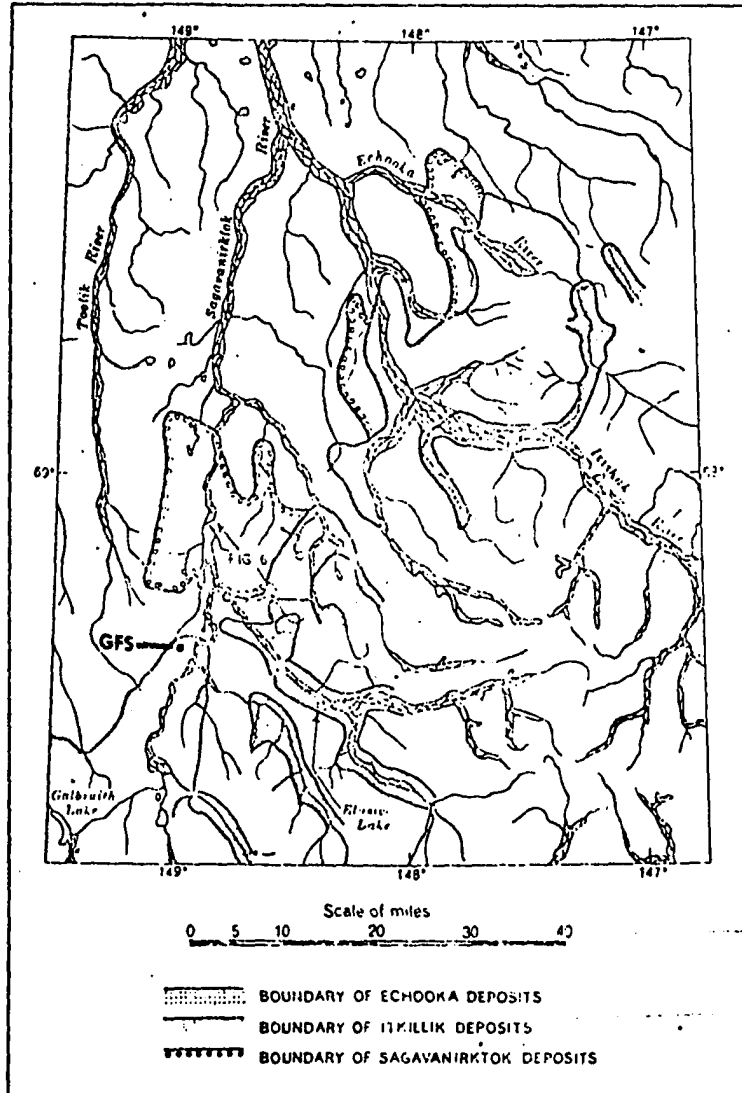 149° 148° 147°
River
Echooka
River
Toolik River
Sagavanirktok
69°
FIG 6
GFS
River
Galbraith
Lake
Lake
149° 148° 147°
Scale of miles
0 5 10 20 30 40
BOUNDARY OF ECHOOKA DEPOSITS
BOUNDARY OF ITKILLIK DEPOSITS
BOUNDARY OF SAGAVANIRKTOK DEPOSITS